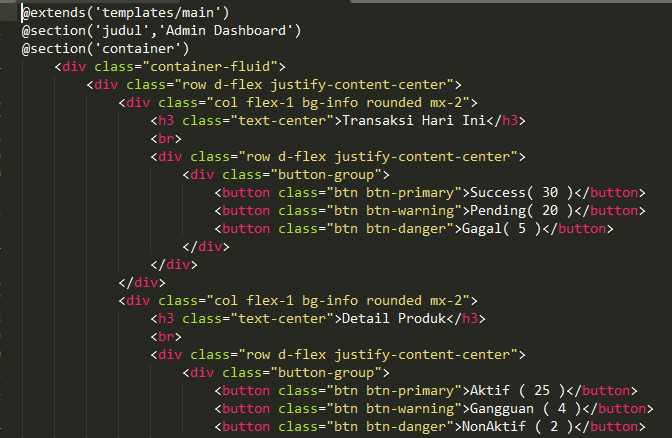 @extends('templates/main')
@section('judul','Admin Dashboard')
@section('container')
<div class="container-fluid">
<div class="row d-flex justify-content-center">
<div class="col flex-1 bg-info rounded mx-2">
<h3 class="text-center">Transaksi Hari Ini</h3>
<br>
<div class="row d-flex justify-content-center">
<div class="button-group">
<button class="btn btn-primary">Success( 30 )</button>
<button class="btn btn-warning">Pending( 20 )</button>
<button class="btn btn-danger">Gagal( 5 )</button>
</div>
</div>
</div>
<div class="col flex-1 bg-info rounded mx-2">
<h3 class="text-center">Detail Produk</h3>
<br>
<div class="row d-flex justify-content-center">
<div class="button-group">
<button class="btn btn-primary">Aktif ( 25 )</button>
<button class="btn btn-warning">Gangguan ( 4 )</button>
<button class="btn btn-danger">NonAktif ( 2 )</button>